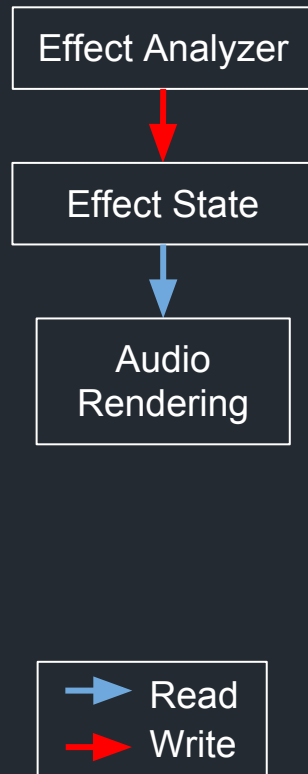 Effect Analyzer
Effect State
Audio
Rendering
Read
Write